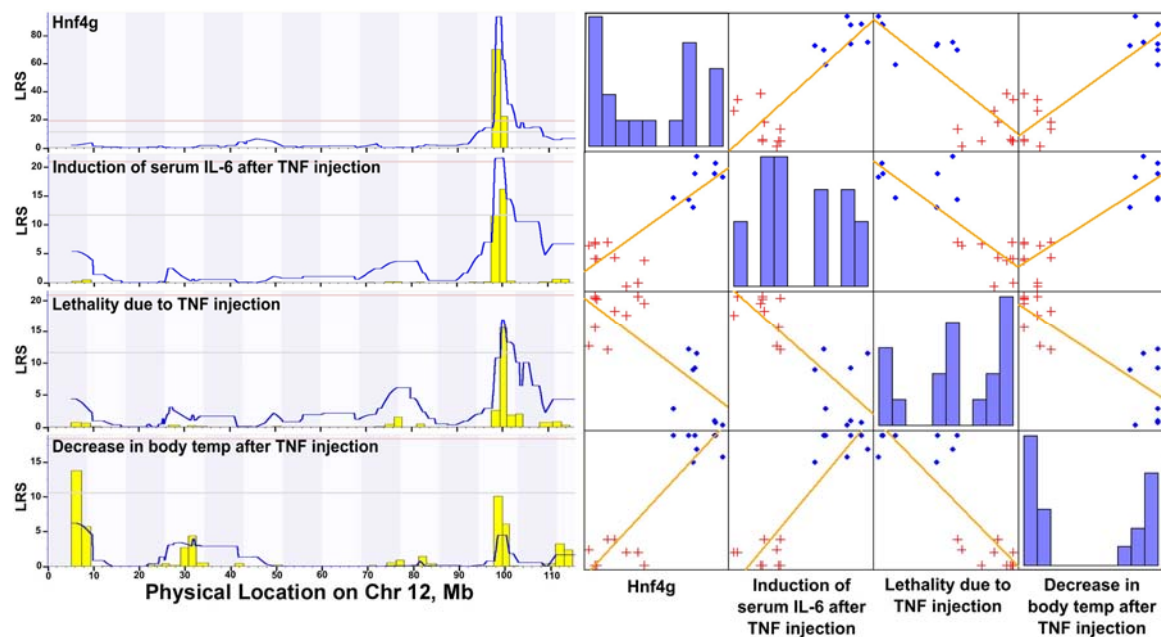 Hnf4g
LRS
80
60
40
20
0
Induction of serum IL-6 after TNF injection
LRS
20
15
10
5
0
Lethality due to TNF injection
LRS
20
15
10
5
0
Decrease in body temp after TNF injection
LRS
15
10
5
0
0 10 20 30 40 50 60 70 80 90 100 110
Physical Location on Chr 12, Mb
Hnf4g
Induction of
serum IL-6 after
TNF injection
Lethality due to
TNF injection
Decrease in
body temp after
TNF injection